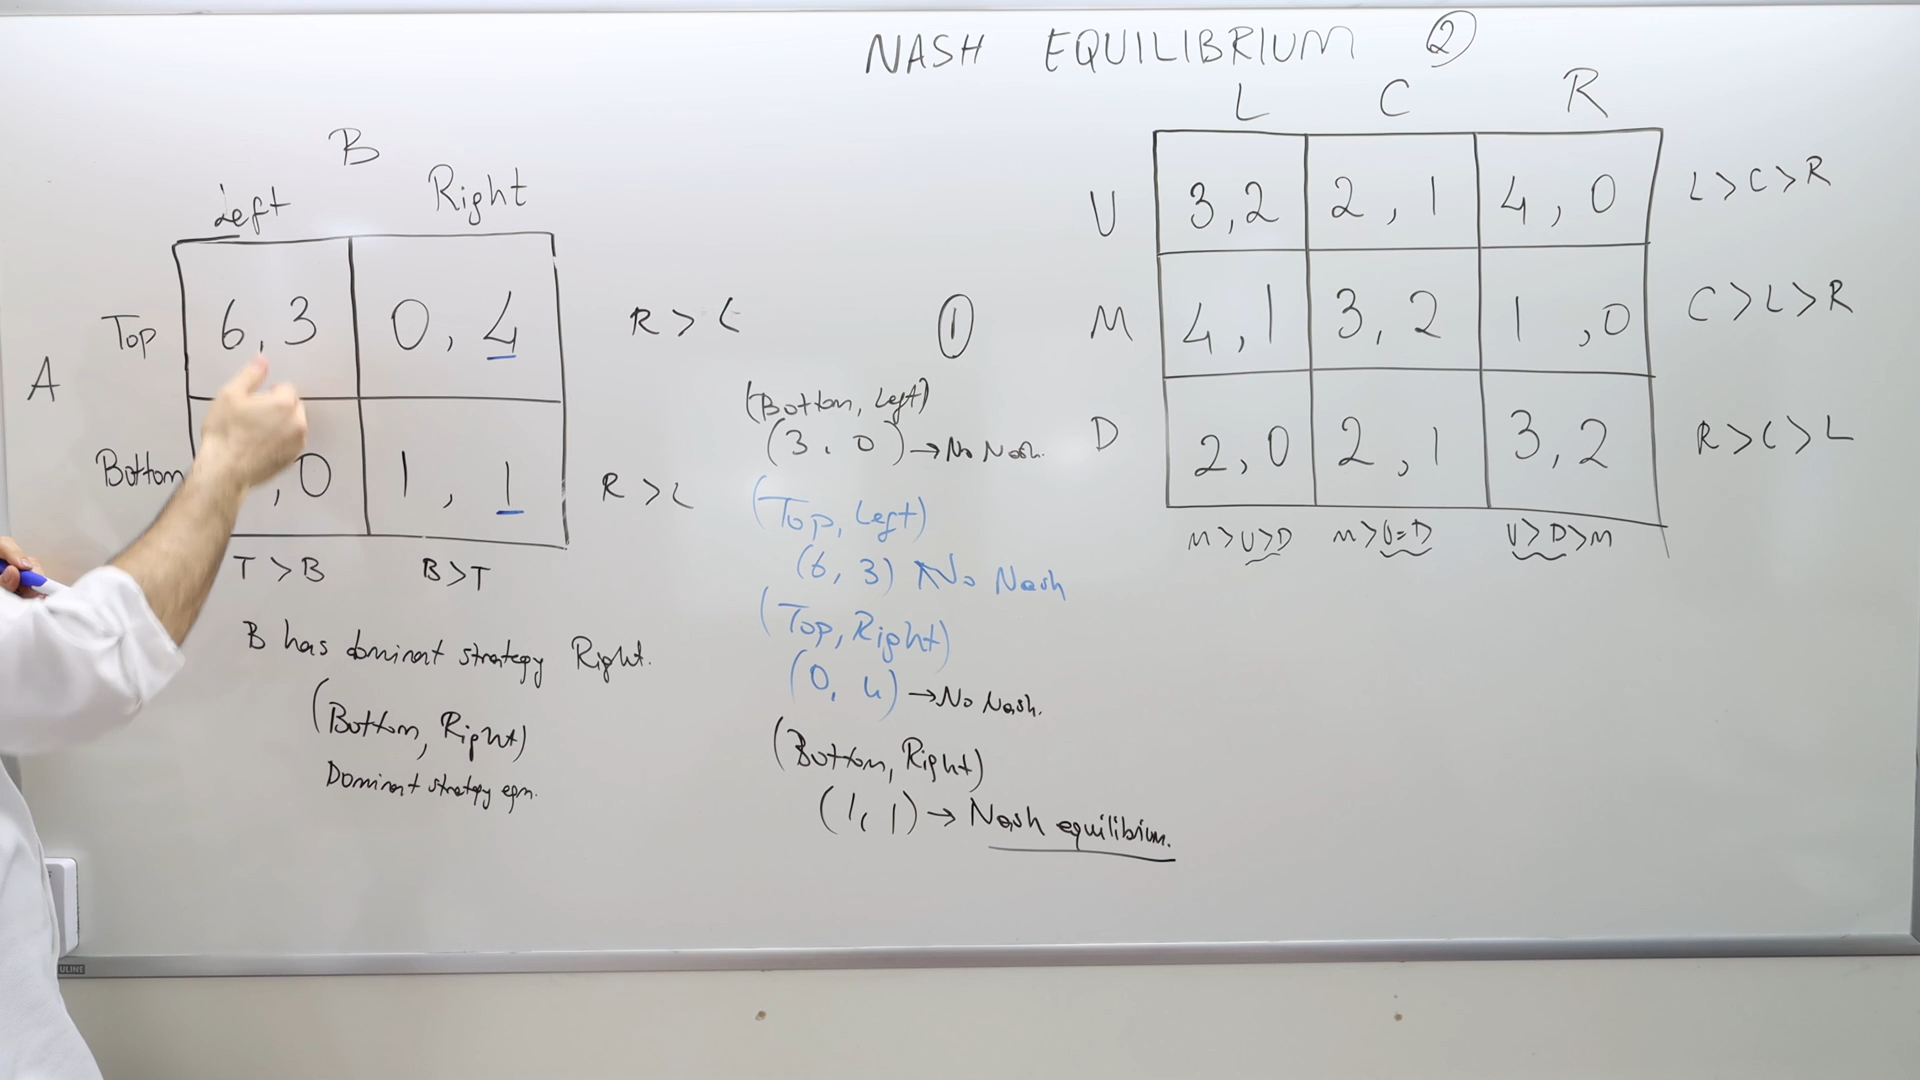 NASH EQUILIBRIUM ②
B
Left Right
A
Top 6,3 0,4 R > L
Bottom ,0 1,1 R > L
T > B B > T
B has dominant strategy Right.
(Bottom, Right)
Dominant strategy eqm.
①
(Bottom, Left)
(3, 0) → No Nash.
(Top, Left)
(6, 3) No Nash
(Top, Right)
(0, 4) → No Nash.
(Bottom, Right)
(1, 1) → Nash equilibrium.
L C R
U 3,2 2,1 4,0 L > C > R
M 4,1 3,2 1,0 C > L > R
D 2,0 2,1 3,2 R > C > L
M > U > D M > U = D U > D > M
ULINE